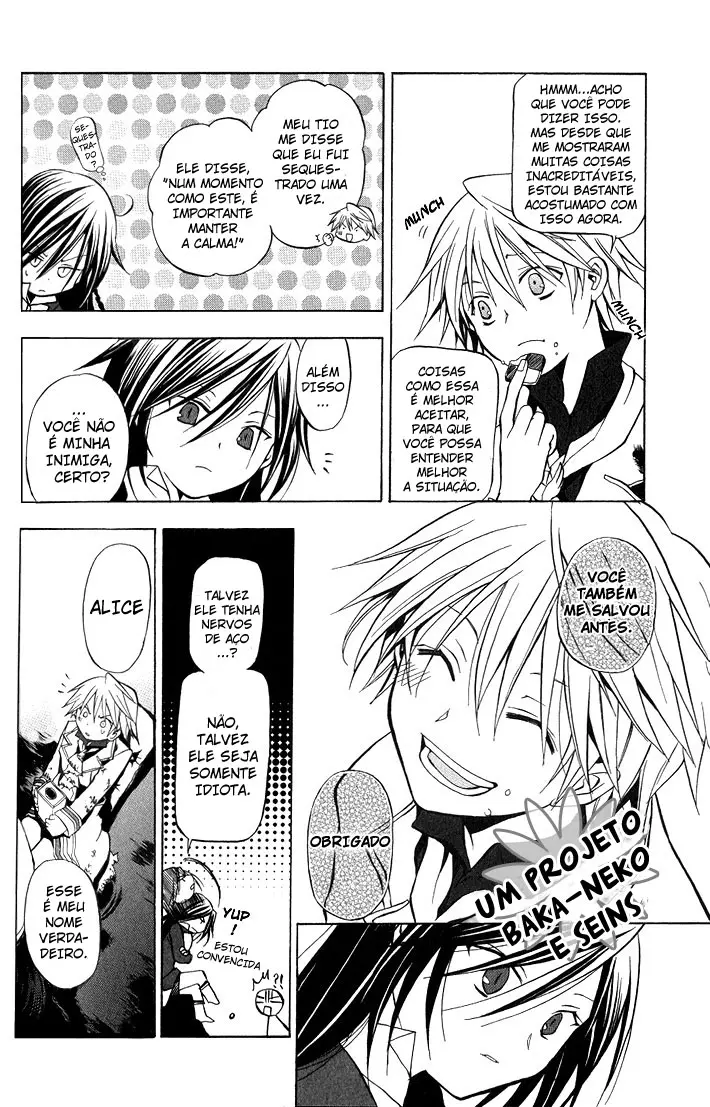 HMMM...ACHO
QUE VOCÊ PODE
DIZER ISSO.
MAS DESDE QUE
ME MOSTRARAM
MUITAS COISAS
INACREDITÁVEIS,
ESTOU BASTANTE
ACOSTUMADO COM
ISSO AGORA.
MUNCH
MUNCH
COISAS
COMO ESSA
É MELHOR
ACEITAR,
PARA QUE
VOCÊ POSSA
ENTENDER
MELHOR
A SITUAÇÃO.
MEU TIO
ME DISSE
QUE EU FUI
SEQUES-
TRADO UMA
VEZ.
ELE DISSE,
"NUM MOMENTO
COMO ESTE, É
IMPORTANTE
MANTER
A CALMA!"
SE-
QUES-
TRA-
DO
?
ALÉM
DISSO
...
...
VOCÊ NÃO
É MINHA
INIMIGA,
CERTO?
VOCÊ
TAMBÉM
ME SALVOU
ANTES.
OBRIGADO
UM PROJETO
BAKA-NEKO
E SEINS
TALVEZ
ELE TENHA
NERVOS
DE AÇO
...?
NÃO,
TALVEZ
ELE SEJA
SOMENTE
IDIOTA.
YUP
!
ESTOU
CONVENCIDA
?!
ALICE
ESSE
É MEU
NOME
VERDA-
DEIRO.